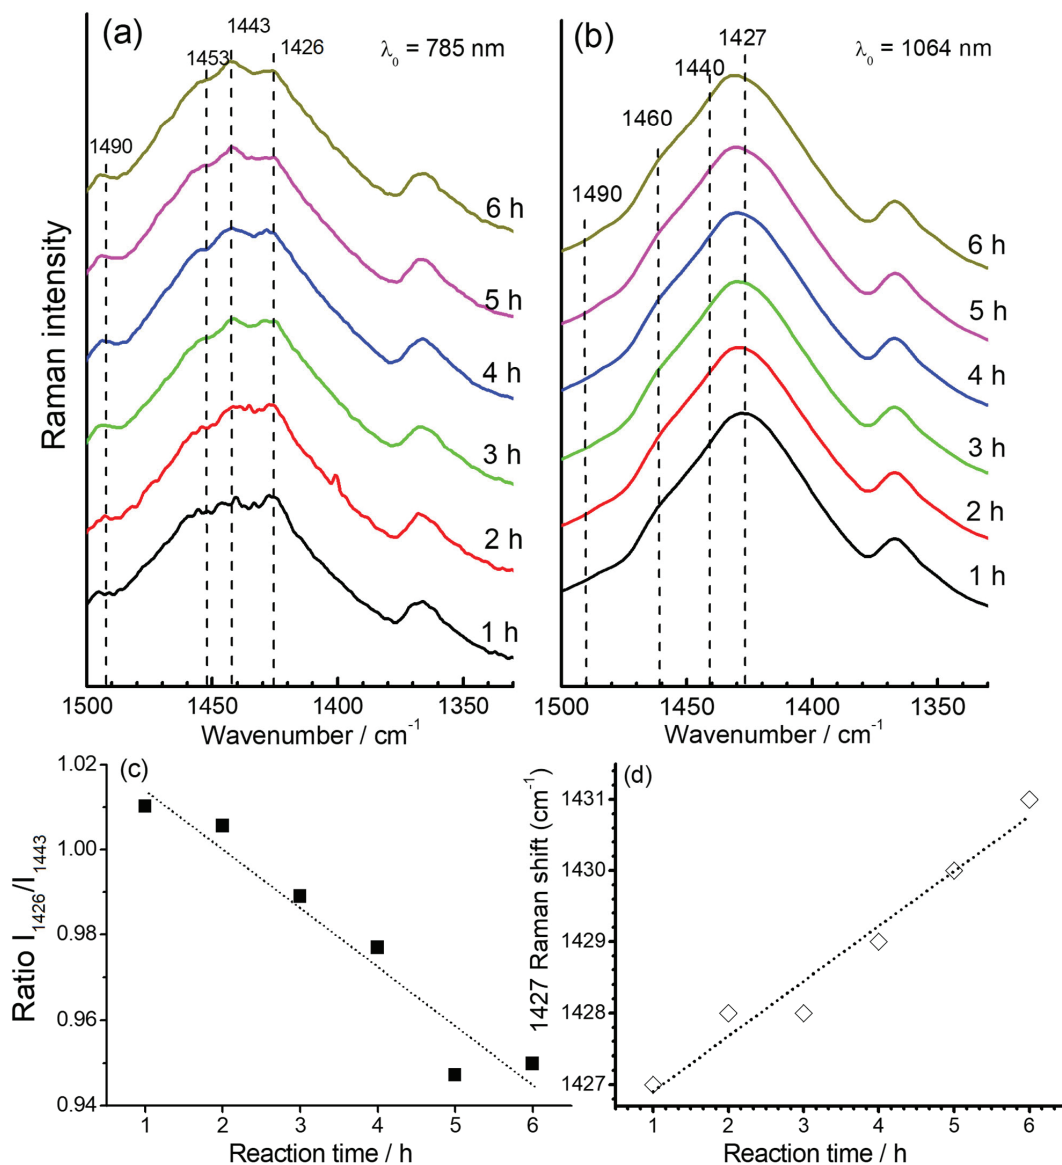 (a)
1443
1426
λ₀ = 785 nm
1453
1490
6 h
5 h
4 h
3 h
2 h
1 h
Raman intensity
1500 1450 1400 1350
Wavenumber / cm⁻¹
(b)
1427
λ₀ = 1064 nm
1440
1460
1490
6 h
5 h
4 h
3 h
2 h
1 h
1500 1450 1400 1350
Wavenumber / cm⁻¹
(c)
Ratio I₁₄₂₆/I₁₄₄₃
1.02
1.00
0.98
0.96
0.94
1 2 3 4 5 6
Reaction time / h
(d)
1427 Raman shift (cm⁻¹)
1431
1430
1429
1428
1427
1 2 3 4 5 6
Reaction time / h